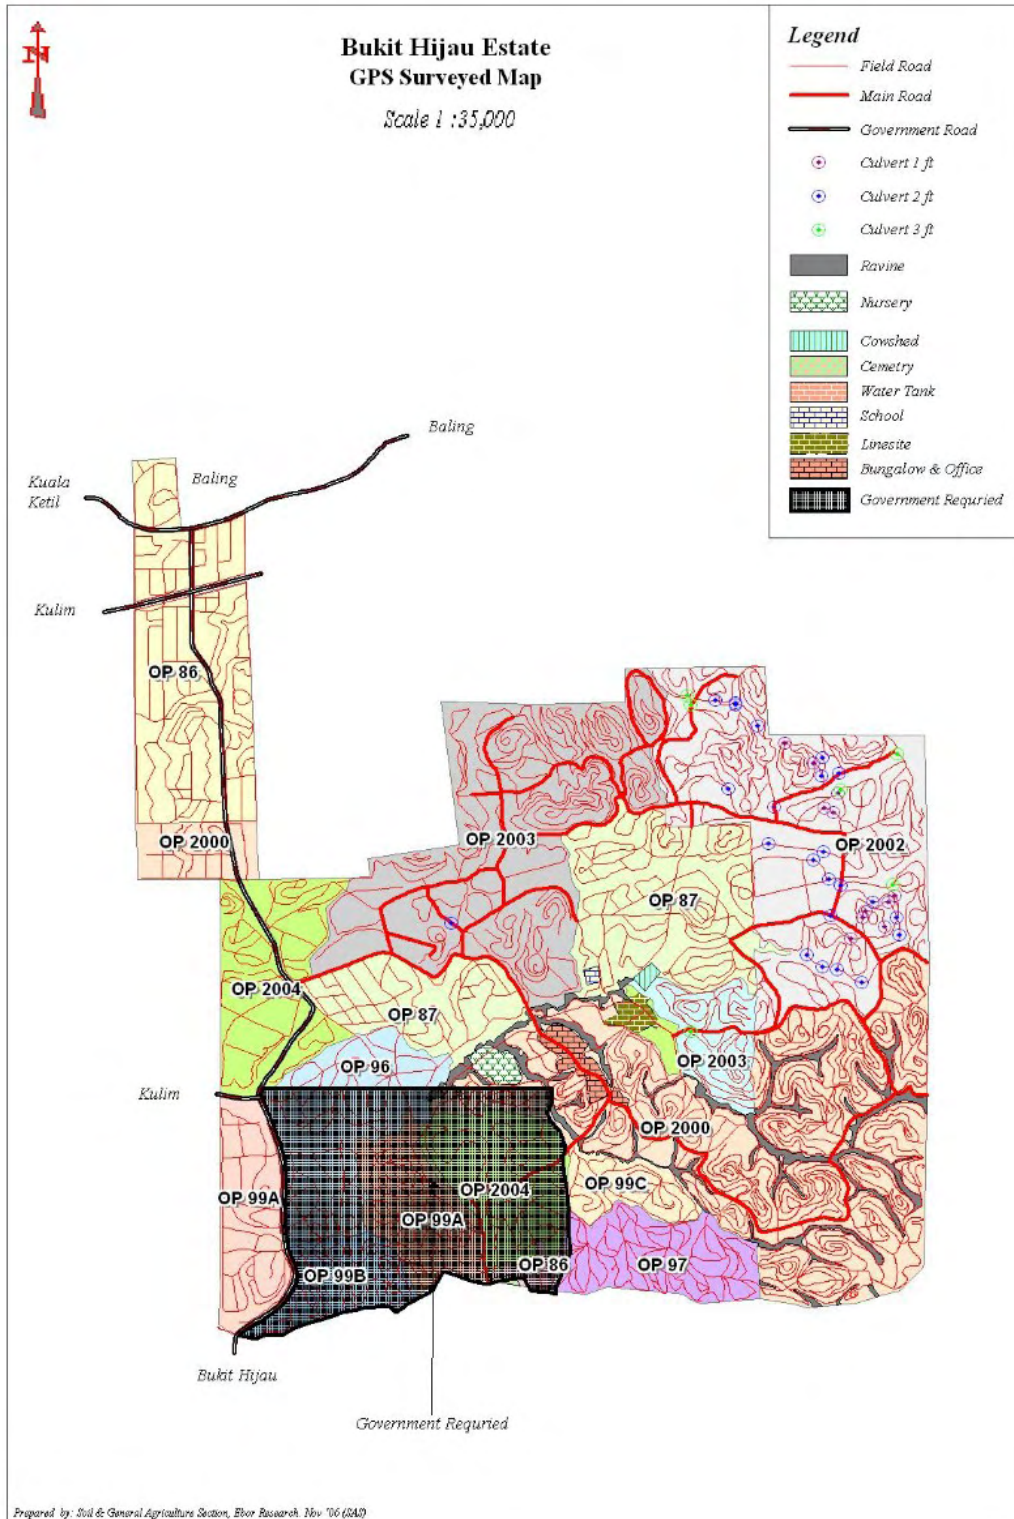 N
Bukit Hijau Estate
GPS Surveyed Map
Scale 1 :35,000
Legend
Field Road
Main Road
Government Road
Culvert 1 ft
Culvert 2 ft
Culvert 3 ft
Ravine
Nursery
Cowshed
Cemetry
Water Tank
School
Linesite
Bungalow & Office
Government Requried
Baling
Baling
Kuala
Ketil
Kulim
OP 86
OP 2000
OP 2003
OP 2002
OP 87
OP 2004
OP 87
OP 96
OP 2003
Kulim
OP 2000
OP 99A
OP 2004
OP 99C
OP 99A
OP 99B
OP 86
OP 97
Bukit Hijau
Government Requried
Prepared by: Soil & General Agriculture Section, Ebor Research. Nov '06 (SAS)